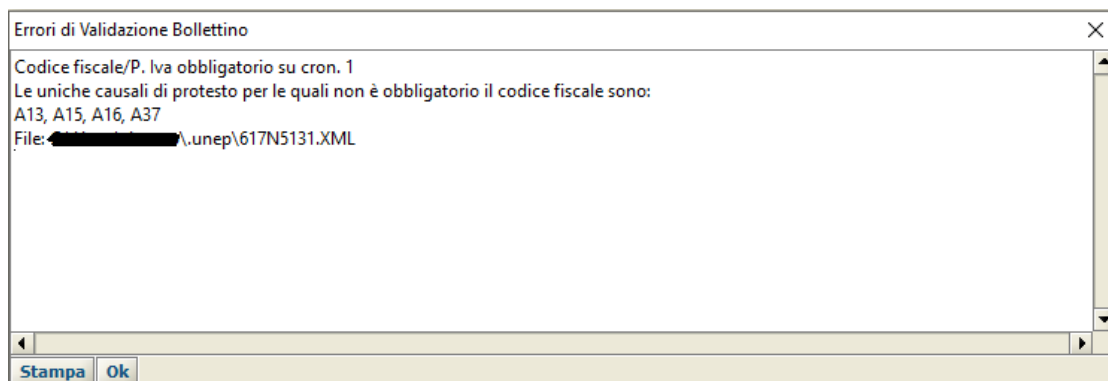 Errori di Validazione Bollettino
Codice fiscale/P. Iva obbligatorio su cron. 1
Le uniche causali di protesto per le quali non è obbligatorio il codice fiscale sono:
A13, A15, A16, A37
File: \.unep\617N5131.XML
Stampa Ok